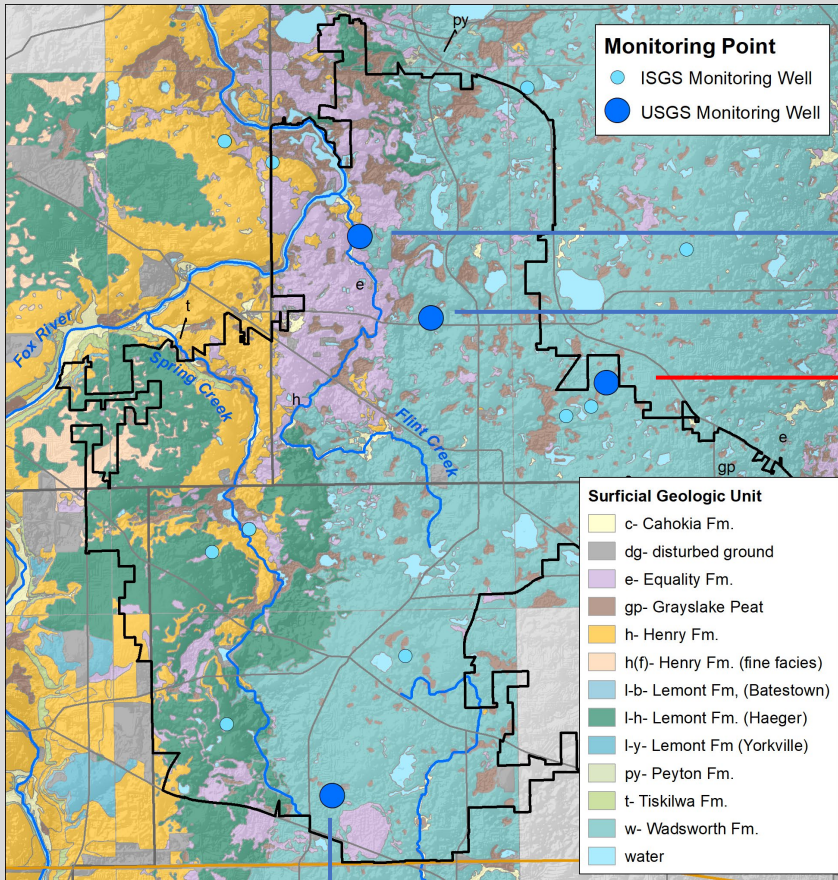 py
Monitoring Point
ISGS Monitoring Well
USGS Monitoring Well
e
t
Fox River
Spring Creek
h
Flint Creek
e
gp
Surficial Geologic Unit
c- Cahokia Fm.
dg- disturbed ground
e- Equality Fm.
gp- Grayslake Peat
h- Henry Fm.
h(f)- Henry Fm. (fine facies)
l-b- Lemont Fm, (Batestown)
l-h- Lemont Fm. (Haeger)
l-y- Lemont Fm (Yorkville)
py- Peyton Fm.
t- Tiskilwa Fm.
w- Wadsworth Fm.
water